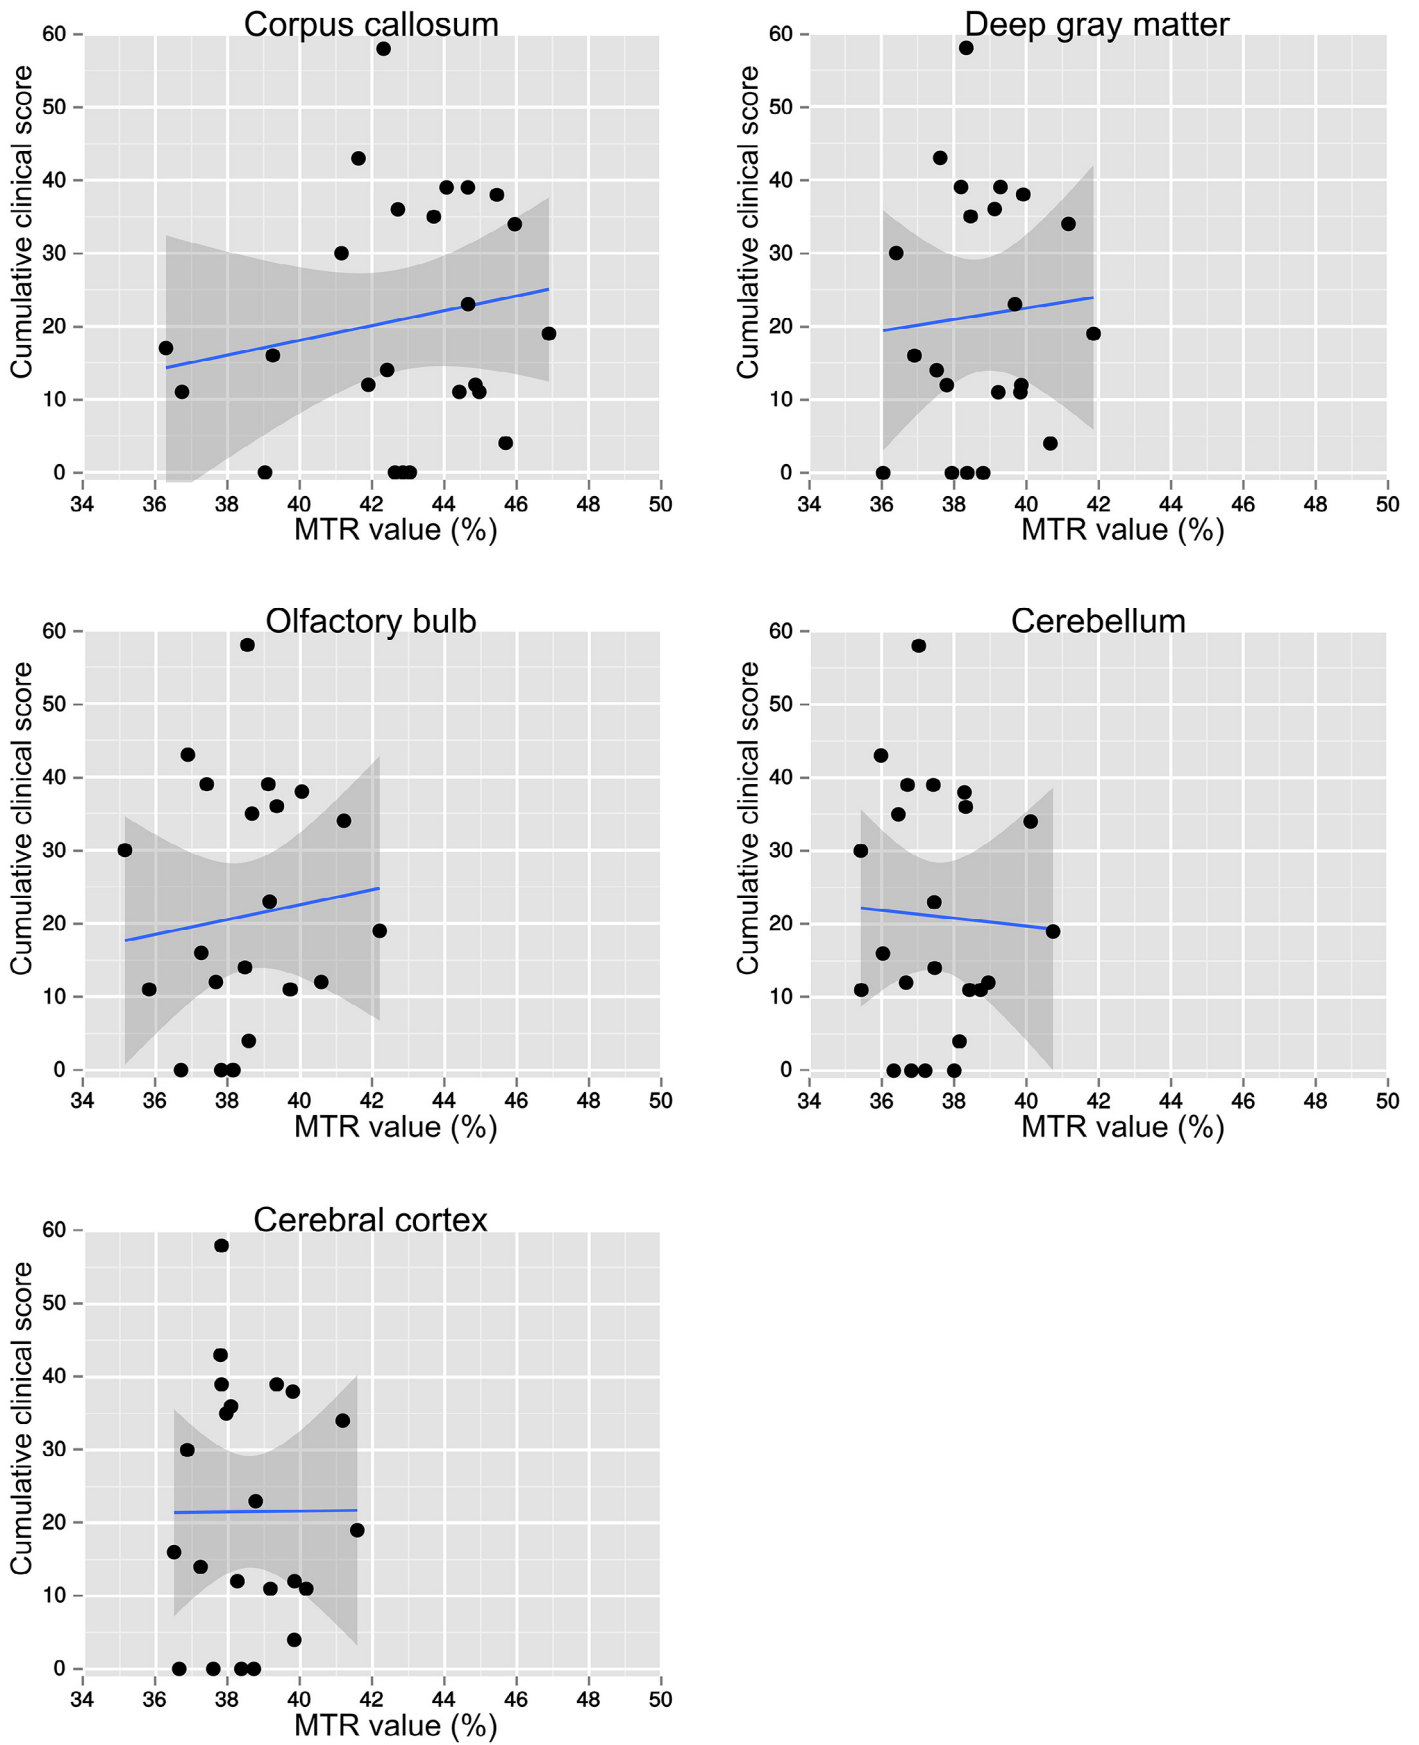 Corpus callosum
Cumulative clinical score
60
50
40
30
20
10
0
34 36 38 40 42 44 46 48 50
MTR value (%)
Deep gray matter
Cumulative clinical score
60
50
40
30
20
10
0
34 36 38 40 42 44 46 48 50
MTR value (%)
Olfactory bulb
Cumulative clinical score
60
50
40
30
20
10
0
34 36 38 40 42 44 46 48 50
MTR value (%)
Cerebellum
Cumulative clinical score
60
50
40
30
20
10
0
34 36 38 40 42 44 46 48 50
MTR value (%)
Cerebral cortex
Cumulative clinical score
60
50
40
30
20
10
0
34 36 38 40 42 44 46 48 50
MTR value (%)